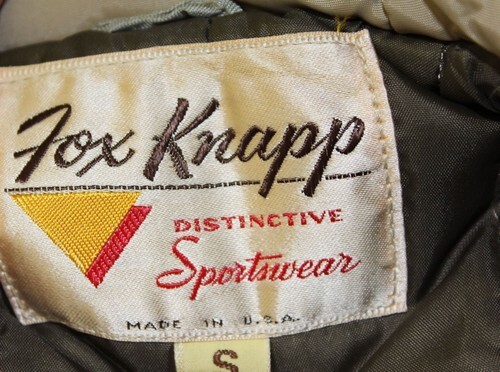 Fox Knapp
DISTINCTIVE
Sportswear
MADE IN U.S.A.
S